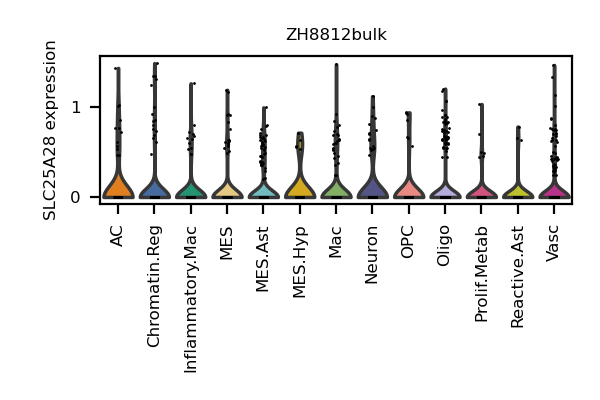 ZH8812bulk
SLC25A28 expression
1
0
AC
Chromatin.Reg
Inflammatory.Mac
MES
MES.Ast
MES.Hyp
Mac
Neuron
OPC
Oligo
Prolif.Metab
Reactive.Ast
Vasc